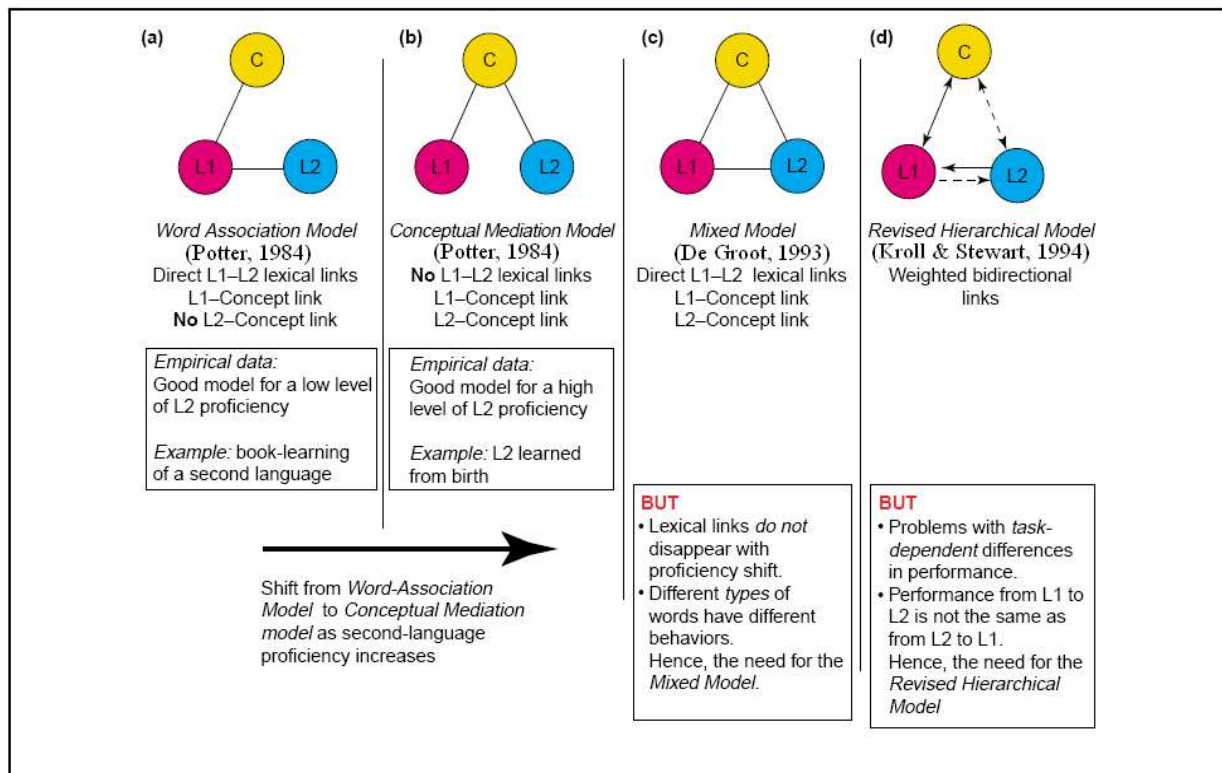 (a)
C
L1
L2
Word Association Model
(Potter, 1984)
Direct L1–L2 lexical links
L1–Concept link
No L2–Concept link
Empirical data:
Good model for a low level
of L2 proficiency
Example: book-learning
of a second language
(b)
C
L1
L2
Conceptual Mediation Model
(Potter, 1984)
No L1–L2 lexical links
L1–Concept link
L2–Concept link
Empirical data:
Good model for a high
level of L2 proficiency
Example: L2 learned
from birth
Shift from Word-Association
Model to Conceptual Mediation
model as second-language
proficiency increases
(c)
C
L1
L2
Mixed Model
(De Groot, 1993)
Direct L1–L2 lexical links
L1–Concept link
L2–Concept link
BUT
• Lexical links do not
disappear with
proficiency shift.
• Different types of
words have different
behaviors.
Hence, the need for the
Mixed Model.
(d)
C
L1
L2
Revised Hierarchical Model
(Kroll & Stewart, 1994)
Weighted bidirectional
links
BUT
• Problems with task-
dependent differences
in performance.
• Performance from L1 to
L2 is not the same as
from L2 to L1.
Hence, the need for the
Revised Hierarchical
Model